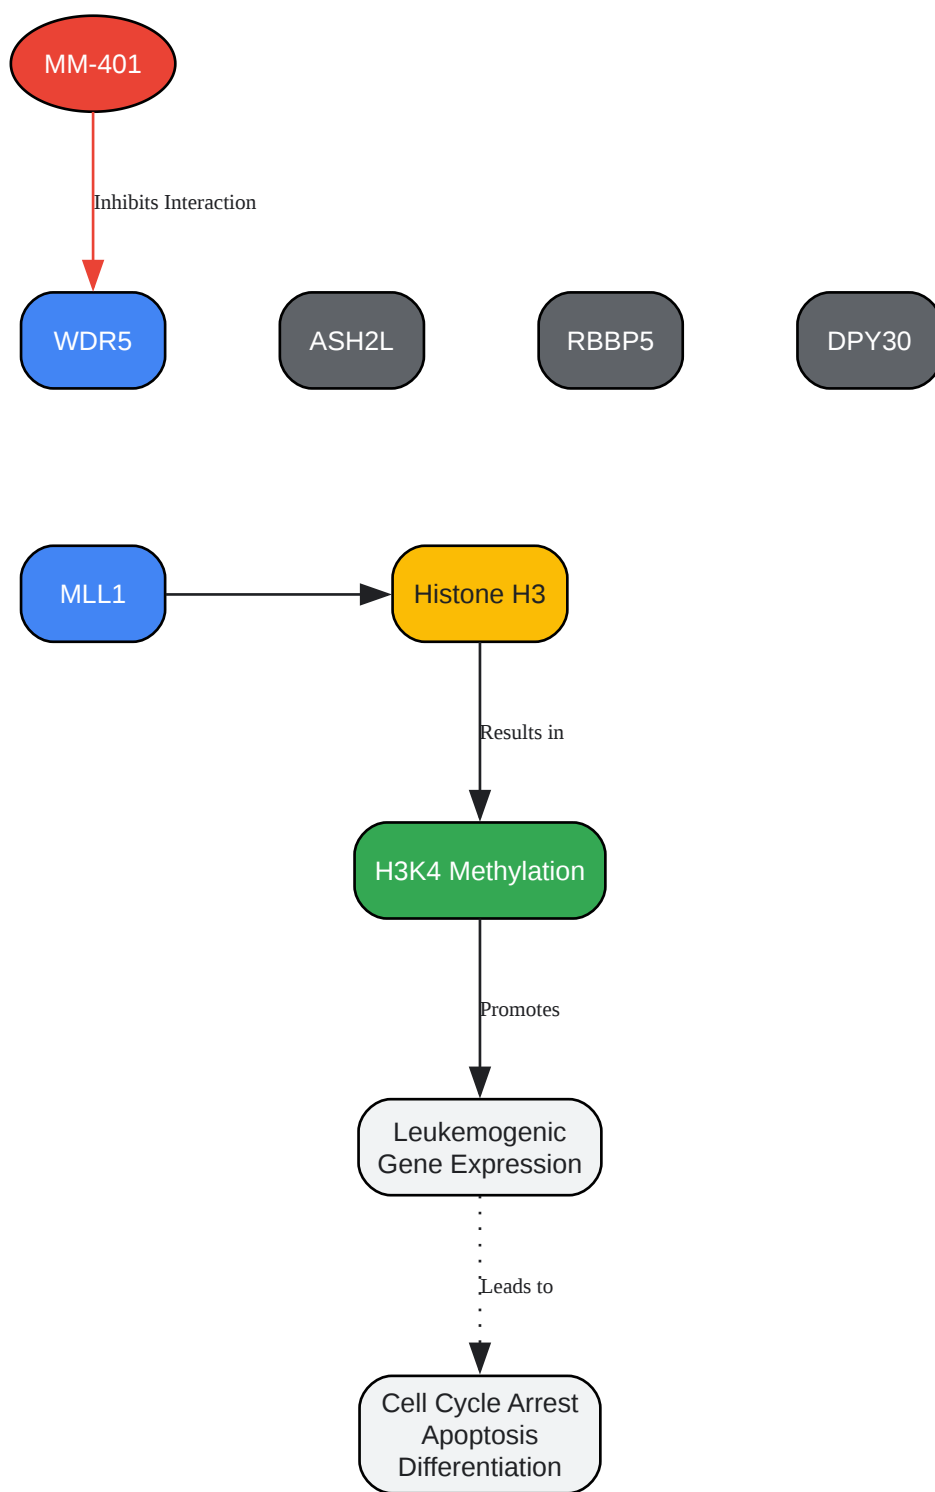 MM-401
Inhibits Interaction
WDR5
ASH2L
RBBP5
DPY30
MLL1
Histone H3
Results in
H3K4 Methylation
Promotes
Leukemogenic
Gene Expression
Leads to
Cell Cycle Arrest
Apoptosis
Differentiation